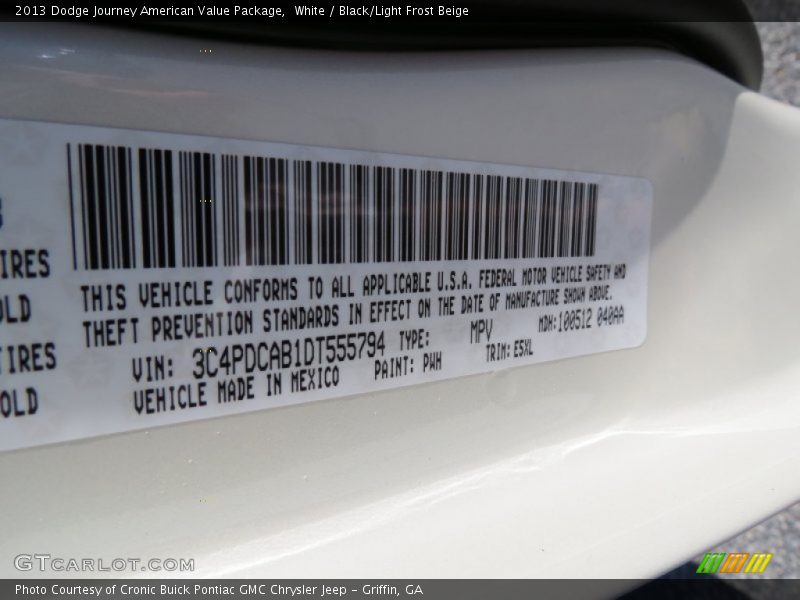 2013 Dodge Journey American Value Package,  White / Black/Light Frost Beige
IRES
OLD
TIRES
OLD
THIS VEHICLE CONFORMS TO ALL APPLICABLE U.S.A. FEDERAL MOTOR VEHICLE SAFETY AND
THEFT PREVENTION STANDARDS IN EFFECT ON THE DATE OF MANUFACTURE SHOWN ABOVE.
VIN: 3C4PDCAB1DT555794 TYPE: MPV MDH:100512 040AA
VEHICLE MADE IN MEXICO PAINT: PWH TRIM: E5XL
GTCARLOT.COM
Photo Courtesy of Cronic Buick Pontiac GMC Chrysler Jeep - Griffin, GA